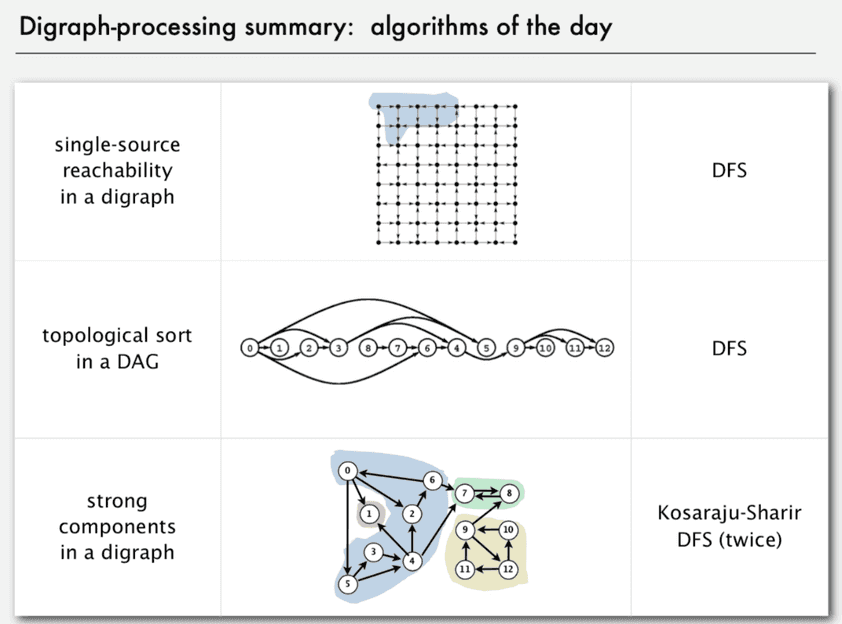 Digraph-processing summary: algorithms of the day
single-source
reachability
in a digraph
DFS
topological sort
in a DAG
0 1 2 3 8 7 6 4 5 9 10 11 12
DFS
strong
components
in a digraph
0
6
7 8
1 2
9 10
3
4
11 12
5
Kosaraju-Sharir
DFS (twice)